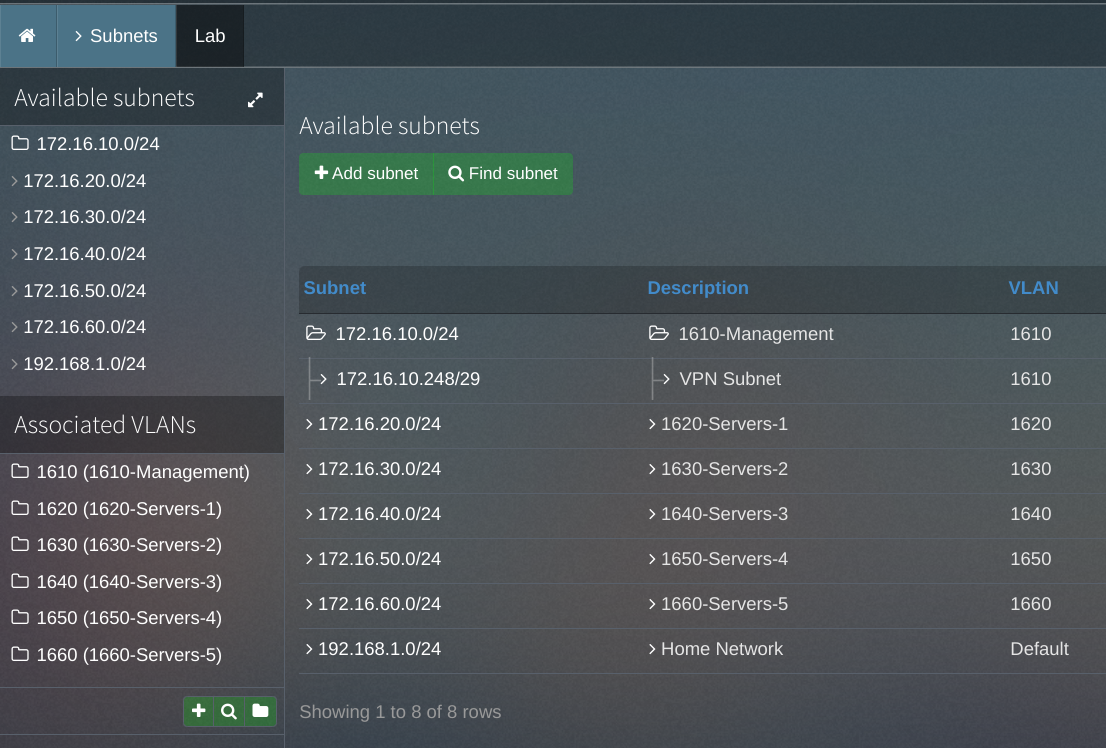 Subnets Lab
Available subnets
172.16.10.0/24
172.16.20.0/24
172.16.30.0/24
172.16.40.0/24
172.16.50.0/24
172.16.60.0/24
192.168.1.0/24
Associated VLANs
1610 (1610-Management)
1620 (1620-Servers-1)
1630 (1630-Servers-2)
1640 (1640-Servers-3)
1650 (1650-Servers-4)
1660 (1660-Servers-5)
Available subnets
Add subnet Find subnet
Subnet Description VLAN
172.16.10.0/24 1610-Management 1610
172.16.10.248/29 VPN Subnet 1610
172.16.20.0/24 1620-Servers-1 1620
172.16.30.0/24 1630-Servers-2 1630
172.16.40.0/24 1640-Servers-3 1640
172.16.50.0/24 1650-Servers-4 1650
172.16.60.0/24 1660-Servers-5 1660
192.168.1.0/24 Home Network Default
Showing 1 to 8 of 8 rows